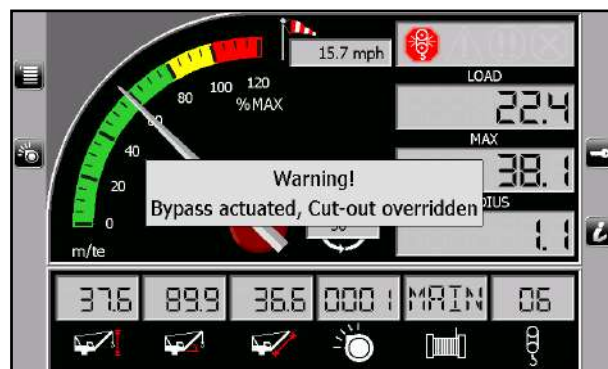 15.7 mph
LOAD
22.4
MAX
38.1
1.1
0
20
40
80
100
120
%MAX
m/te
Warning!
Bypass actuated, Cut-out overridden
37.6
89.9
36.6
0001
MAIN
06